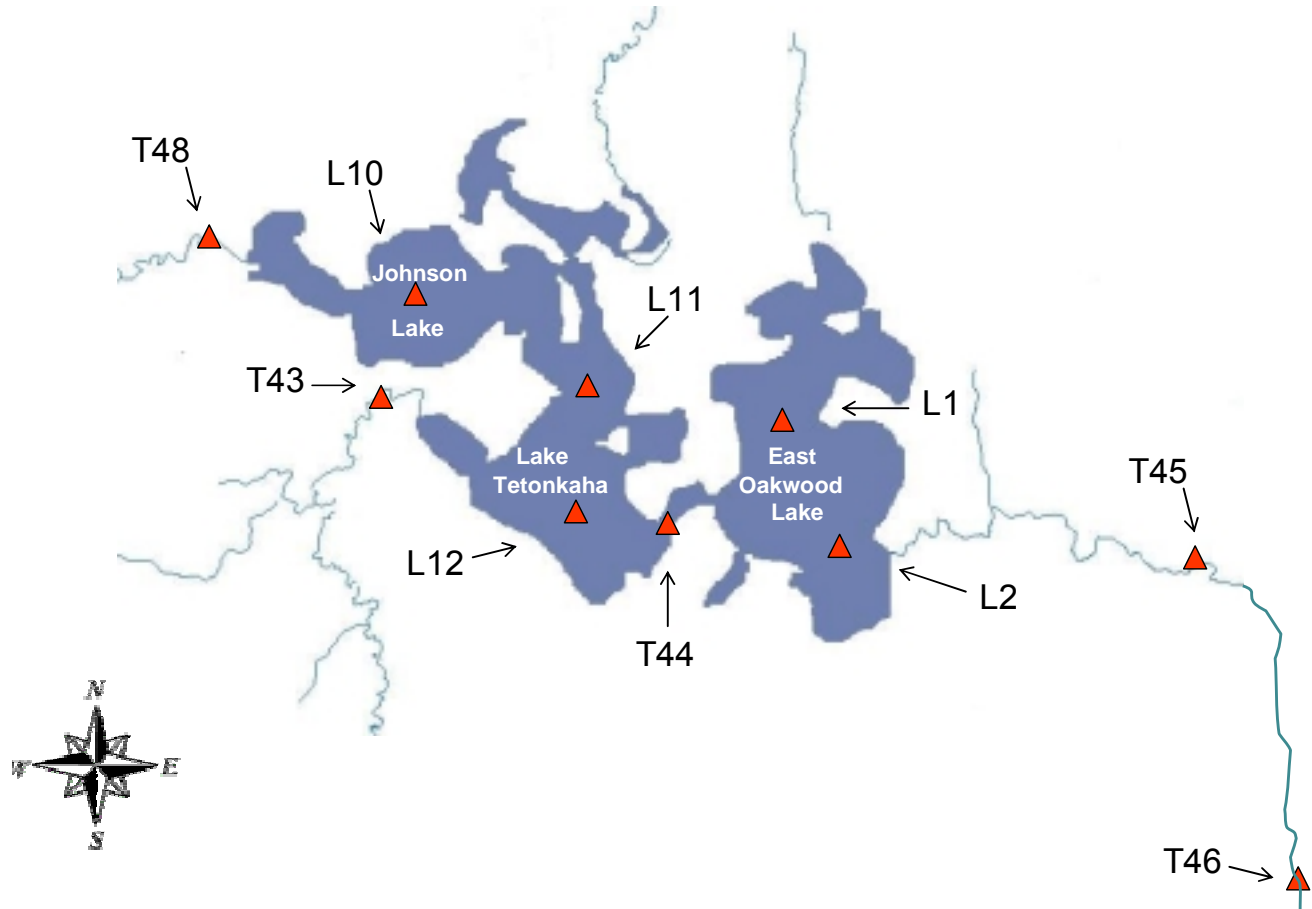 T48
L10
Johnson
Lake
L11
T43
L1
Lake
Tetonkaha
East
Oakwood
Lake
T45
L12
L2
T44
N
W
E
S
T46